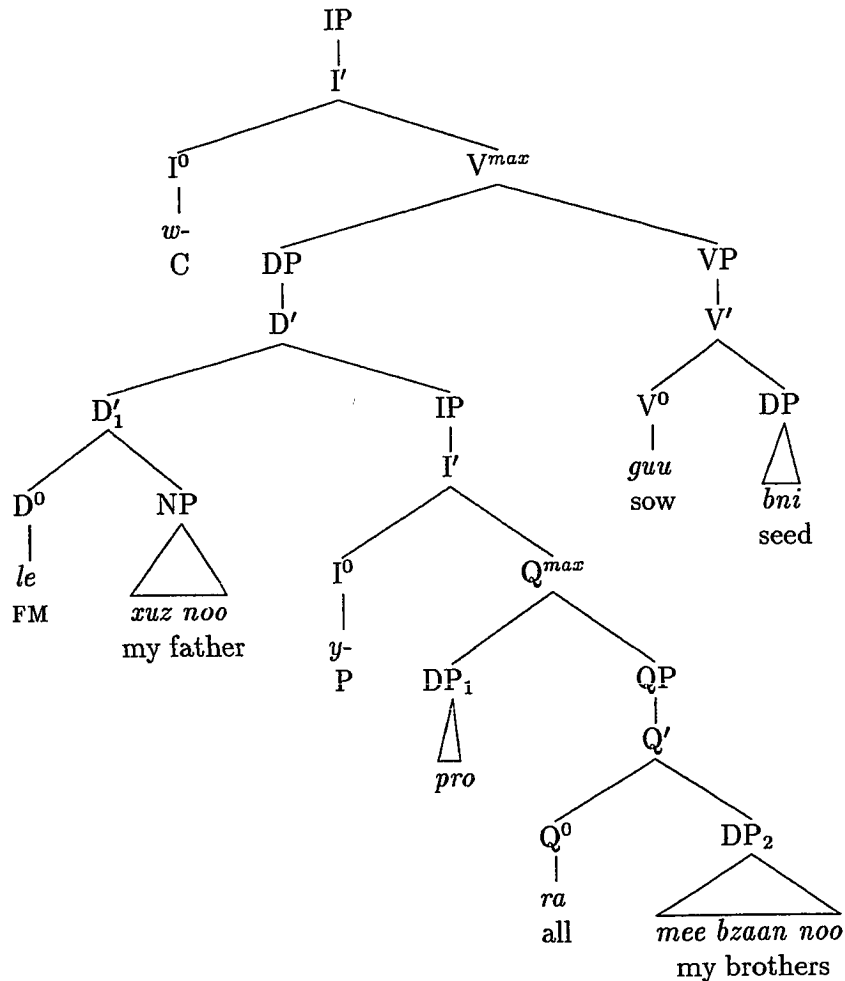 IP
I′
I⁰ Vᵐᵃˣ
w-
C DP VP
D′ V′
D′₁ IP V⁰ DP
I′ guu bni
D⁰ NP sow seed
le xuz noo I⁰ Qᵐᵃˣ
FM my father y-
P DP₁ QP
pro Q′
Q⁰ DP₂
ra mee bzaan noo
all my brothers